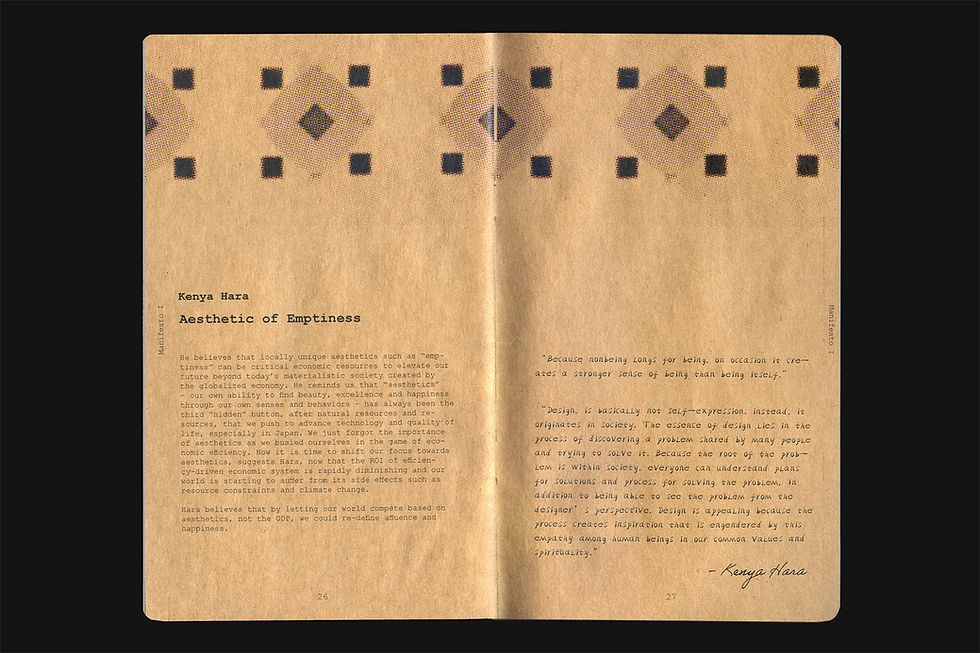 Kenya Hara
Aesthetic of Emptiness
Manifesto I
He believes that locally unique aesthetics such as "emp-
tiness" can be critical economic resources to elevate our
future beyond today's materialistic society created by
the globalized economy. He reminds us that "aesthetics"
- our own ability to find beauty, excellence and happiness
through our own senses and behaviors - has always been the
third "hidden" button, after natural resources and re-
sources, that we push to advance technology and quality of
life, especially in Japan. We just forgot the importance
of aesthetics as we busied ourselves in the game of eco-
nomic efficiency. Now it is time to shift our focus towards
aesthetics, suggests Hara, now that the ROI of efficien-
cy-driven economic system is rapidly diminishing and our
world is starting to suffer from its side effects such as
resource constraints and climate change.
Hara believes that by letting our world compete based on
aesthetics, not the GDP, we could re-define affluence and
happiness.
26
Manifesto I
"Because nonbeing longs for being, on occasion it cre-
ates a stronger sense of being than being itself."
"Design, is basically not self-expression. Instead, it
originates in society. The essence of design lies in the
process of discovering a problem shared by many people
and trying to solve it. Because the root of the prob-
lem is within society, everyone can understand plans
for solutions and process for solving the problem, in
addition to being able to see the problem from the
designer' s perspective. Design is appealing because the
process creates inspiration that is engendered by this
empathy among human beings in our common values and
spirituality."
- Kenya Hara
27